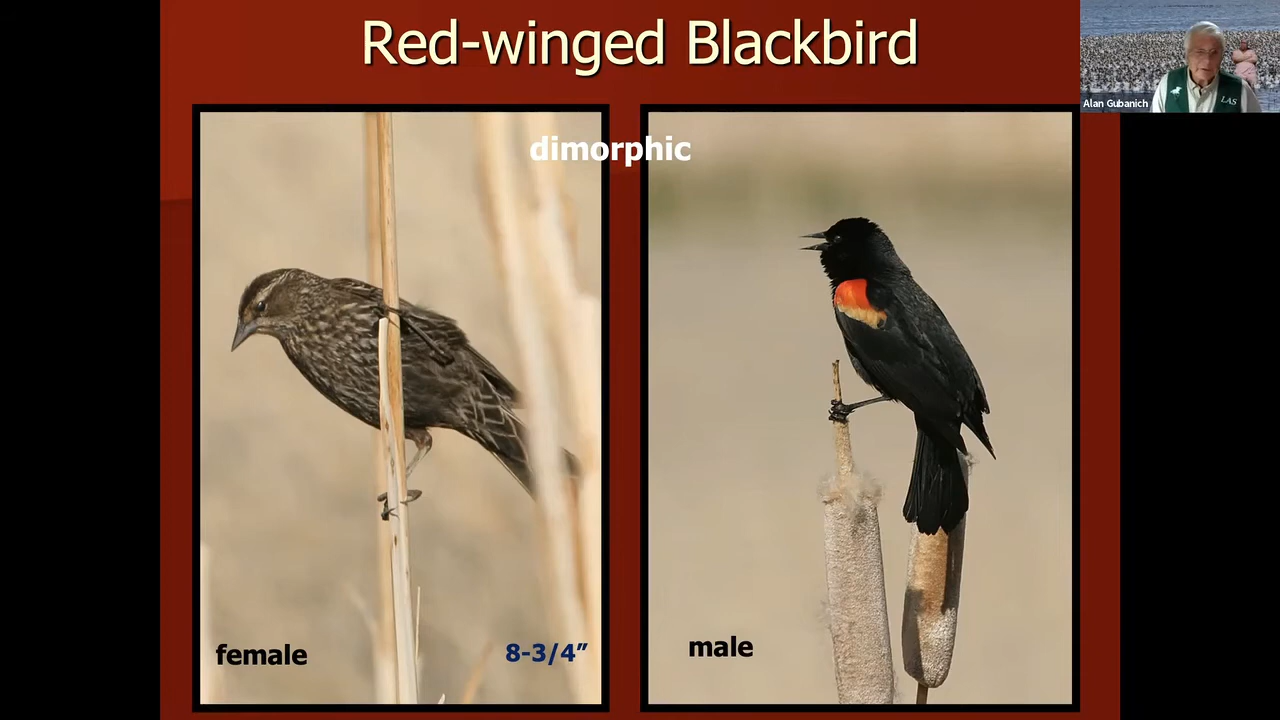 Red-winged Blackbird
Alan Gubanich
LAS
dimorphic
female
8-3/4”
male